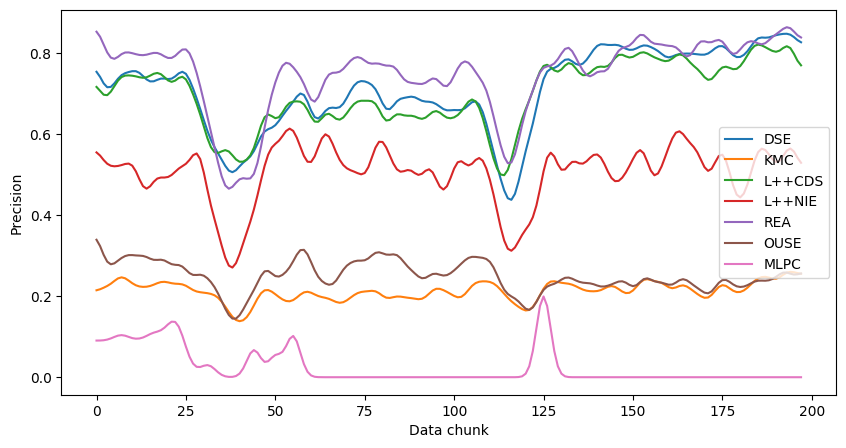 Precision
0.8
0.6
0.4
0.2
0.0
0
25
50
75
100
125
150
175
200
Data chunk
DSE
KMC
L++CDS
L++NIE
REA
OUSE
MLPC